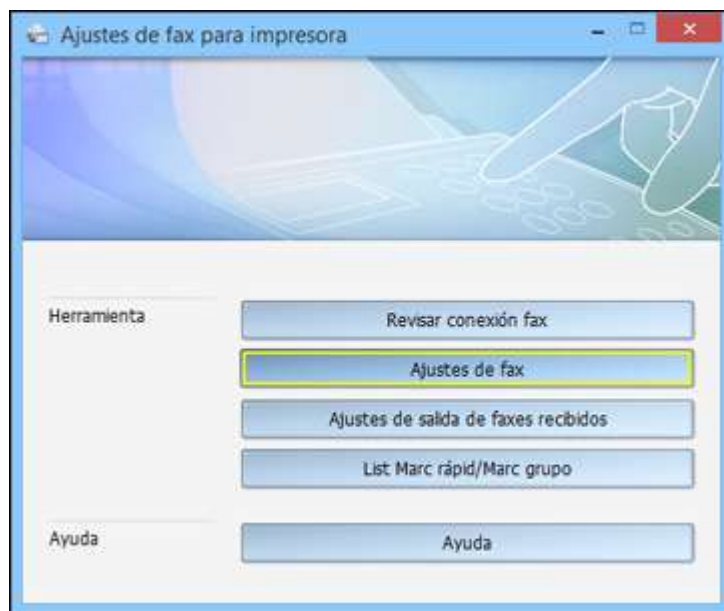 Ajustes de fax para impresora
Herramienta
Revisar conexión fax
Ajustes de fax
Ajustes de salida de faxes recibidos
List Marc rápid/Marc grupo
Ayuda
Ayuda